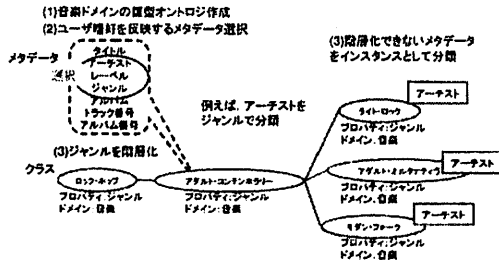 (1)音楽ドメインの雛型オントロジ作成
(2)ユーザ嗜好を反映するメタデータ選択
(3)階層化できないメタデータ
をインスタンスとして分類
メタデータ
選択
タイトル
アーチスト
レーベル
ジャンル
アルバム
トラック番号
アルバム番号
例えば，アーチストを
ジャンルで分類
(3)ジャンルを階層化
クラス
ロック・ポップ
プロパティ:ジャンル
ドメイン:音楽
アダルト・コンテンポラリー
プロパティ:ジャンル
ドメイン:音楽
アーチスト
ライト・ロック
プロパティ:ジャンル
ドメイン:音楽
アーチスト
アダルト・オルタナティヴ
プロパティ:ジャンル
ドメイン:音楽
アーチスト
モダン・フォーク
プロパティ:ジャンル
ドメイン:音楽